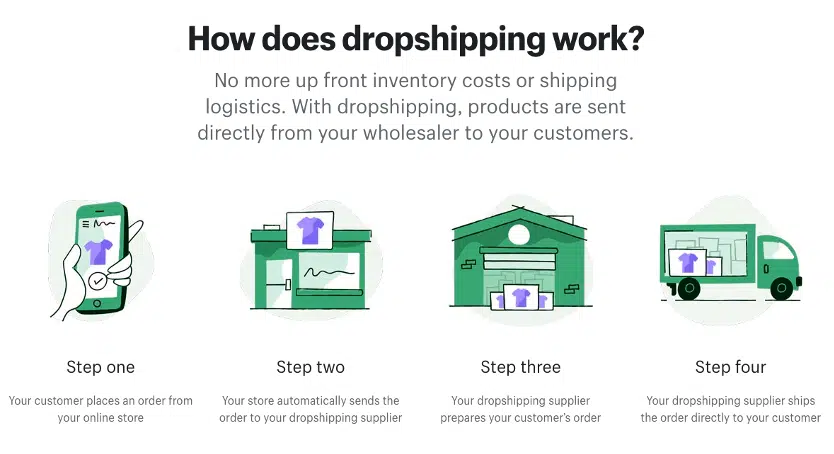 How does dropshipping work?
No more up front inventory costs or shipping
logistics. With dropshipping, products are sent
directly from your wholesaler to your customers.
Step one
Your customer places an order from
your online store
Step two
Your store automatically sends the
order to your dropshipping supplier
Step three
Your dropshipping supplier
prepares your customer's order
Step four
Your dropshipping supplier ships
the order directly to your customer